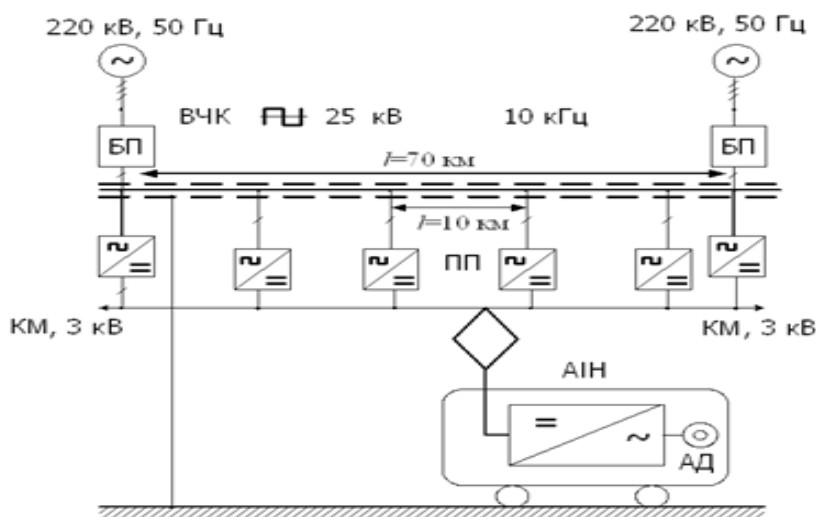 220 кВ, 50 Гц
220 кВ, 50 Гц
ВЧК 25 кВ 10 кГц
БП
БП
l=70 км
l=10 км
ПП
КМ, 3 кВ
КМ, 3 кВ
АІН
АД